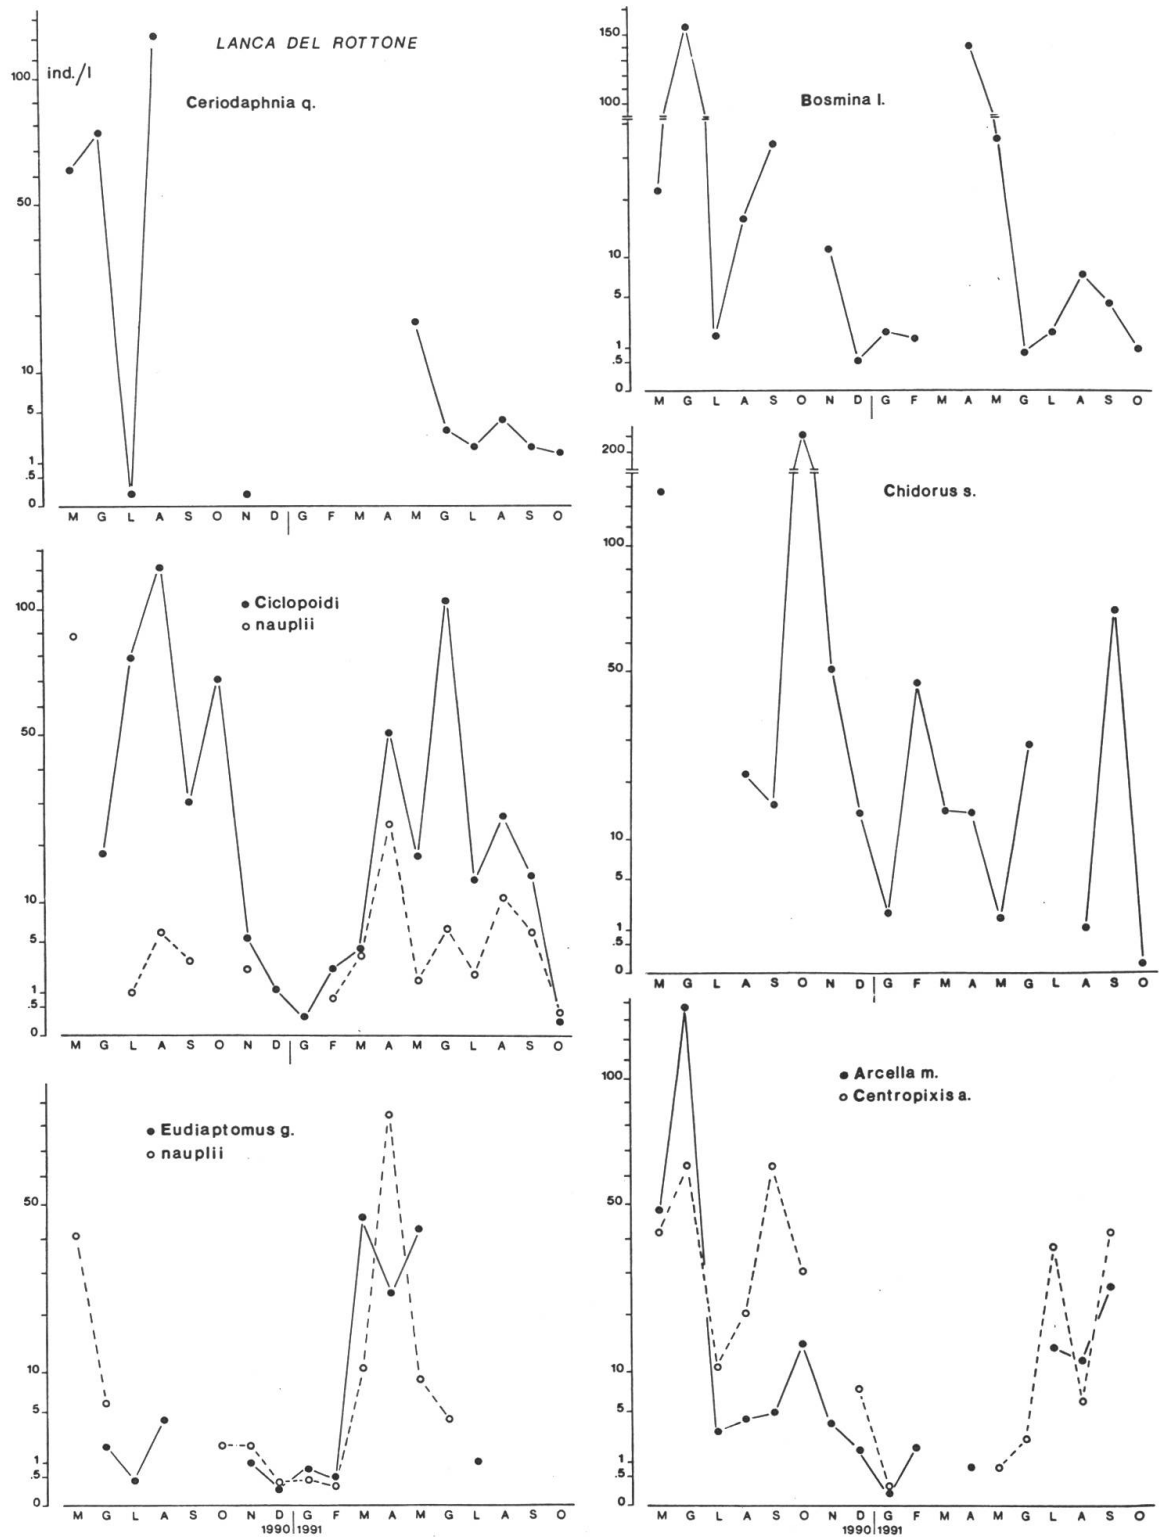 LANCA DEL ROTTONE
ind./l
Ceriodaphnia q.
100
50
10
5
1
.5
0
M G L A S O N D G F M A M G L A S O
Bosmina l.
150
100
10
5
1
.5
0
M G L A S O N D G F M A M G L A S O
Ciclopoidi
nauplii
100
50
10
5
1
.5
0
M G L A S O N D G F M A M G L A S O
Chidorus s.
200
100
50
10
5
1
.5
0
M G L A S O N D G F M A M G L A S O
Eudiaptomus g.
nauplii
50
10
5
1
.5
0
M G L A S O N D G F M A M G L A S O
1990 1991
Arcella m.
Centropixis a.
100
50
10
5
1
.5
0
M G L A S O N D G F M A M G L A S O
1990 1991